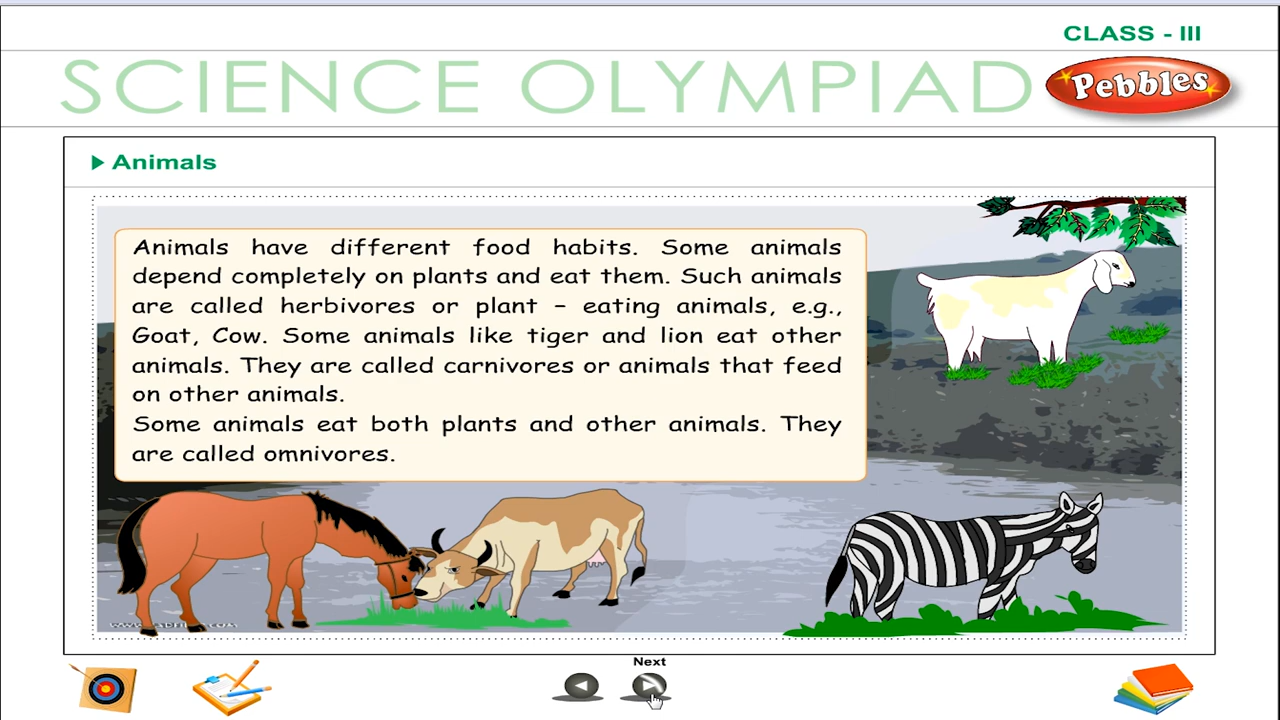 CLASS - III
SCIENCE OLYMPIAD
Pebbles
Animals
Animals have different food habits. Some animals
depend completely on plants and eat them. Such animals
are called herbivores or plant – eating animals, e.g.,
Goat, Cow. Some animals like tiger and lion eat other
animals. They are called carnivores or animals that feed
on other animals.
Some animals eat both plants and other animals. They
are called omnivores.
Next